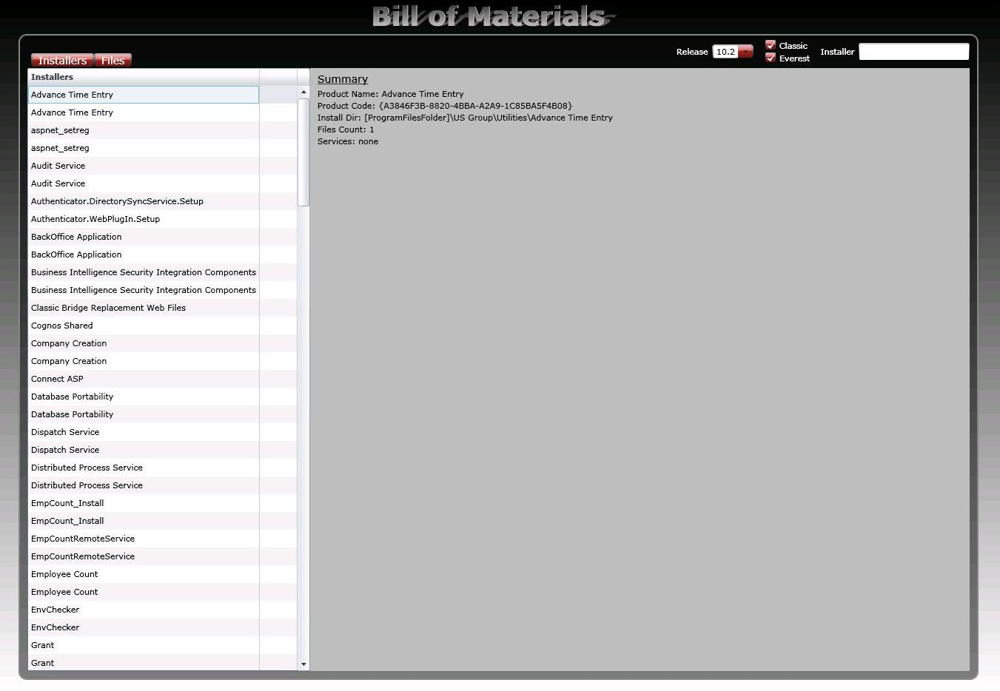 Bill of Materials
Release 10.2
Classic
Everest
Installer
Installers Files
Installers
Advance Time Entry
Advance Time Entry
aspnet_setreg
aspnet_setreg
Audit Service
Audit Service
Authenticator.DirectorySyncService.Setup
Authenticator.WebPlugIn.Setup
BackOffice Application
BackOffice Application
Business Intelligence Security Integration Components
Business Intelligence Security Integration Components
Classic Bridge Replacement Web Files
Cognos Shared
Company Creation
Company Creation
Connect ASP
Database Portability
Database Portability
Dispatch Service
Dispatch Service
Distributed Process Service
Distributed Process Service
EmpCount_Install
EmpCount_Install
EmpCountRemoteService
EmpCountRemoteService
Employee Count
Employee Count
EnvChecker
EnvChecker
Grant
Grant
Summary
Product Name: Advance Time Entry
Product Code: {A3846F3B-8820-4BBA-A2A9-1C85BA5F4B08}
Install Dir: [ProgramFilesFolder]\US Group\Utilities\Advance Time Entry
Files Count: 1
Services: none